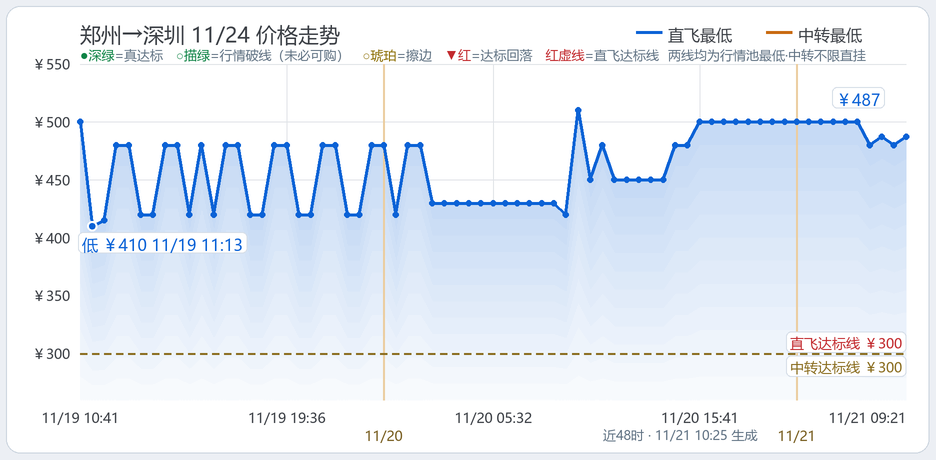 郑州→深圳 11/24 价格走势
直飞最低
中转最低
●深绿=真达标 ○描绿=行情破线（未必可购） ○琥珀=擦边 ▼红=达标回落 红虚线=直飞达标线 两线均为行情池最低·中转不限直挂
¥550
¥500
¥450
¥400
¥350
¥300
¥487
低 ¥410 11/19 11:13
直飞达标线 ¥300
中转达标线 ¥300
11/19 10:41
11/19 19:36
11/20 05:32
11/20 15:41
11/21 09:21
11/20
近48时 · 11/21 10:25 生成
11/21